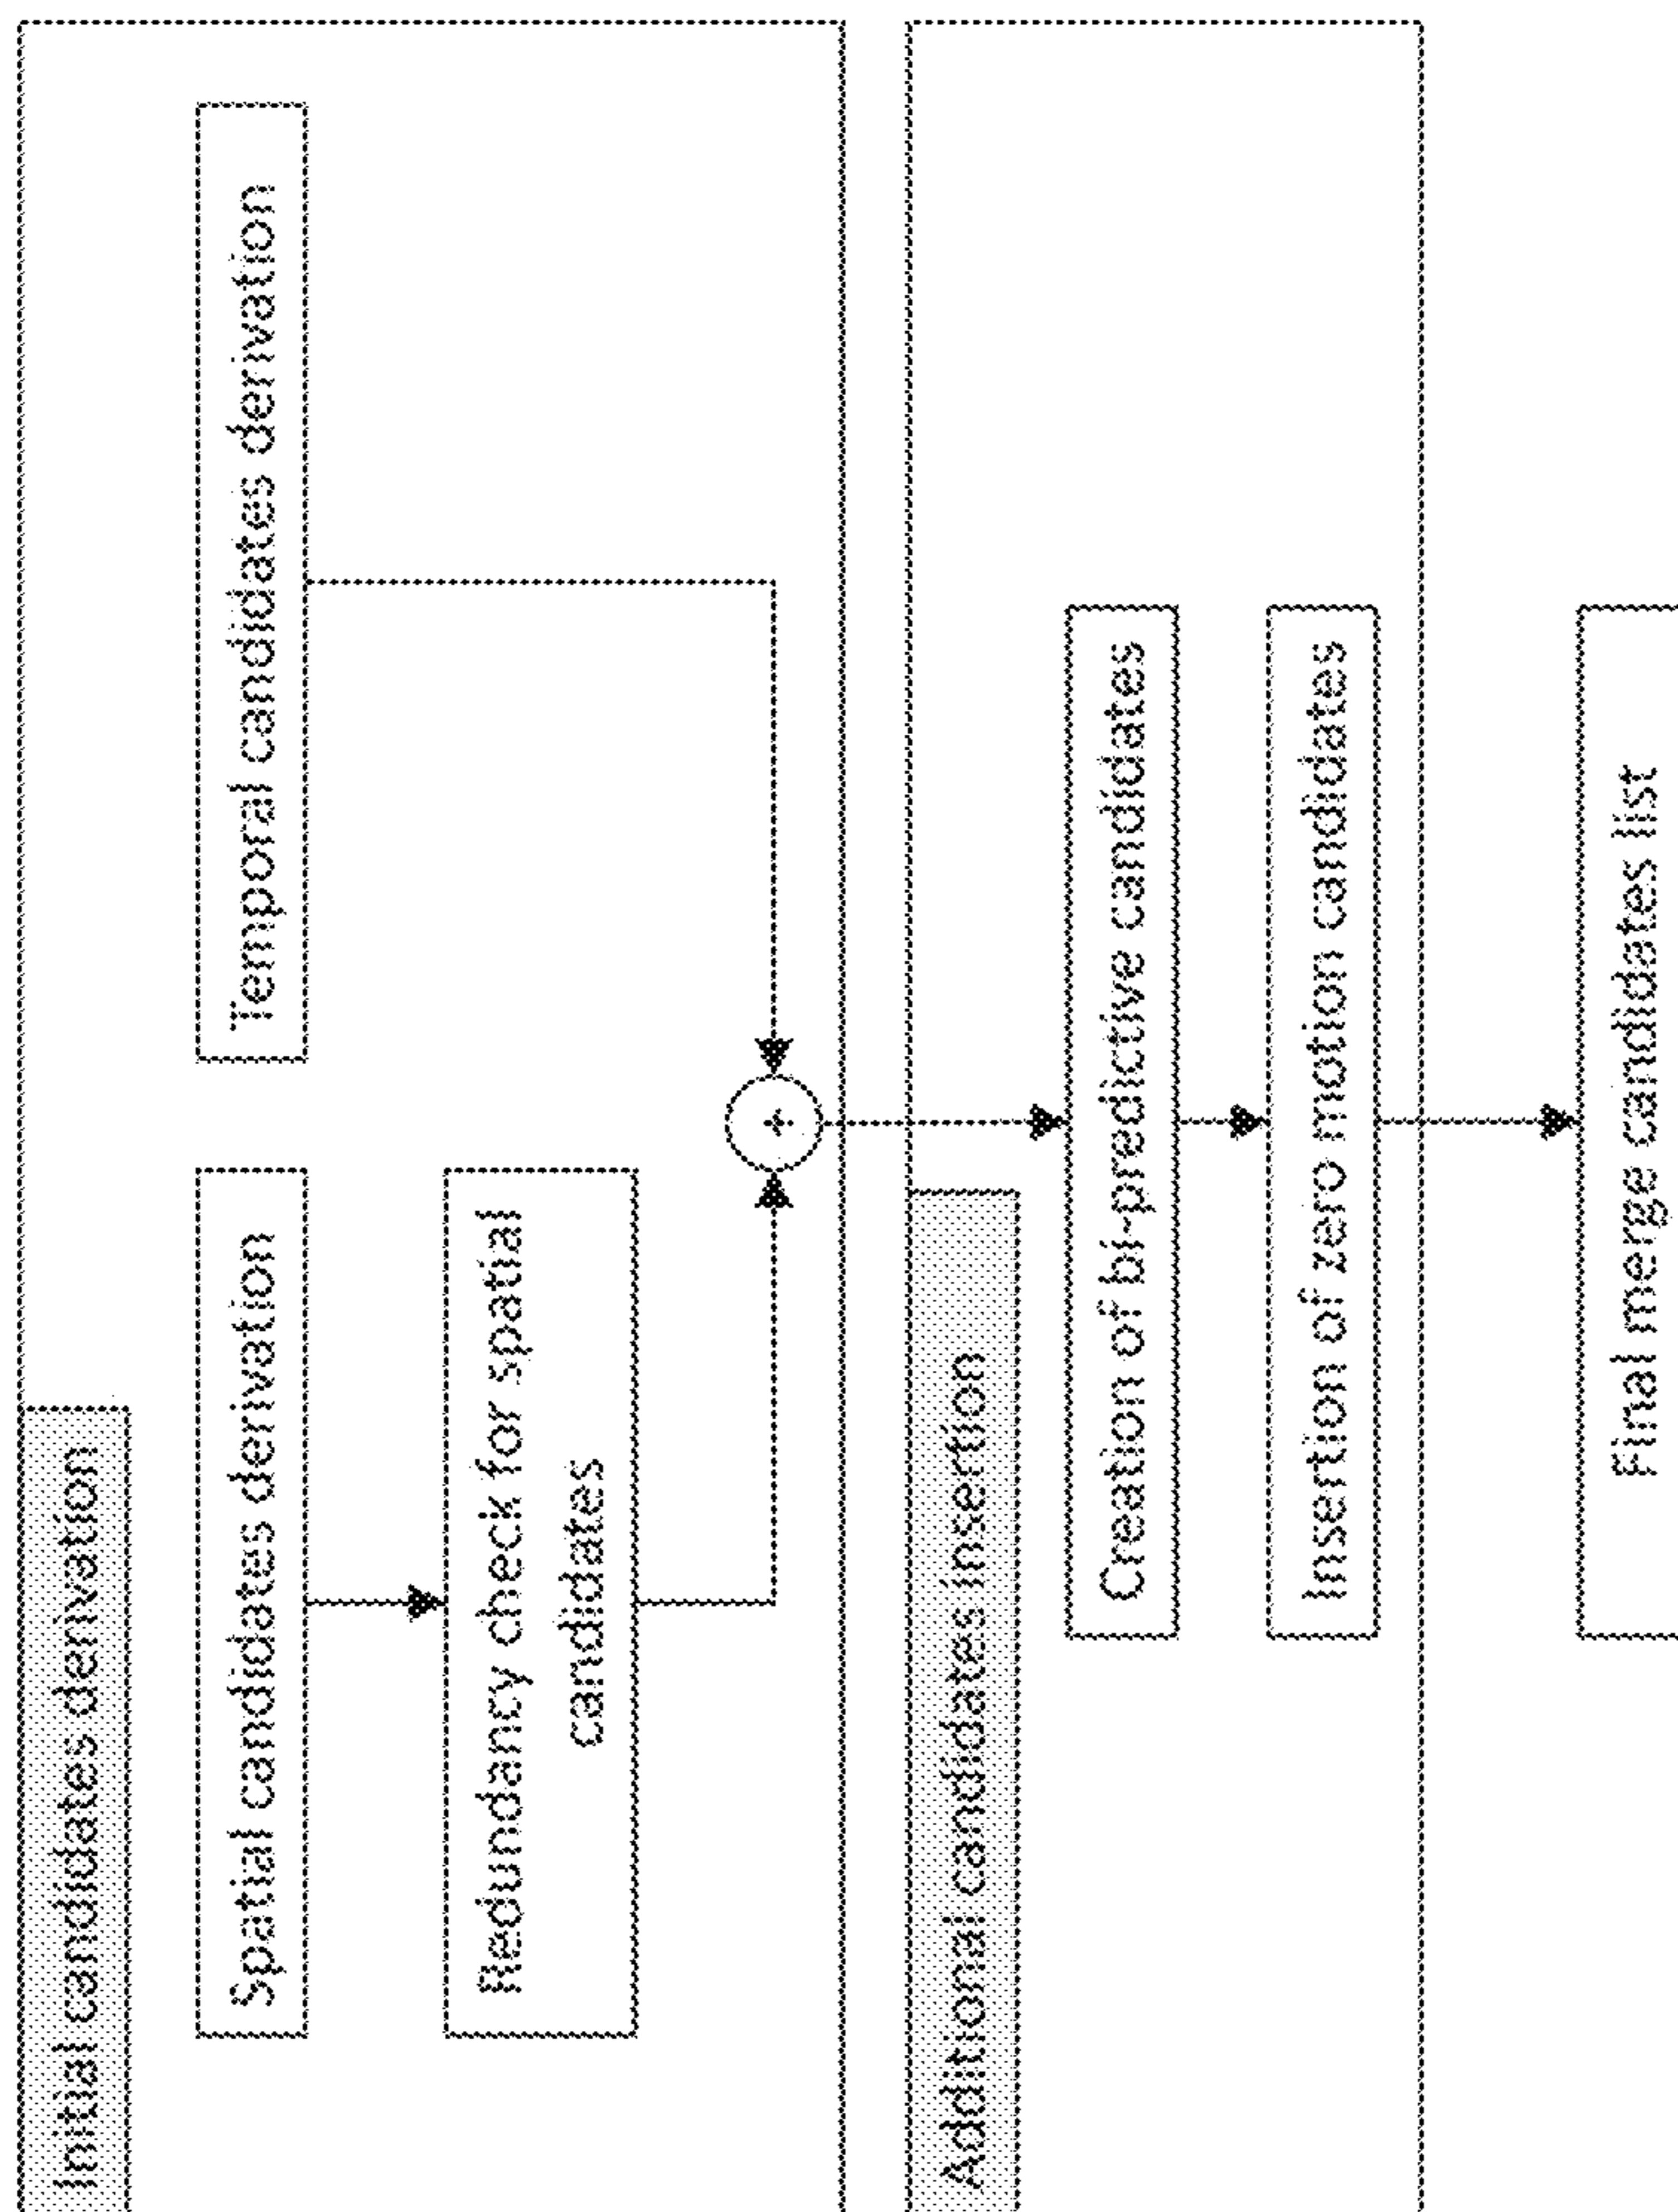 Initial candidates derivation
Spatial candidates derivation
Temporal candidates derivation
Redundancy check for spatial
candidates
+
Additional candidates insertion
Creation of bi-predictive candidates
Insertion of zero motion candidates
Final merge candidates list